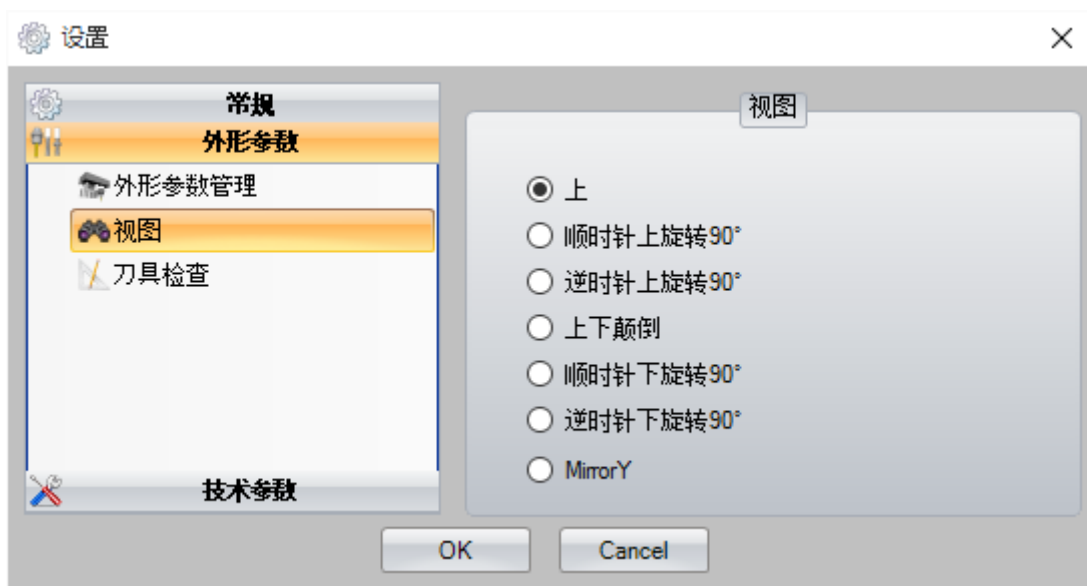 设置
常规
外形参数
外形参数管理
视图
刀具检查
技术参数
视图
上
顺时针上旋转90°
逆时针上旋转90°
上下颠倒
顺时针下旋转90°
逆时针下旋转90°
MirrorY
OK
Cancel